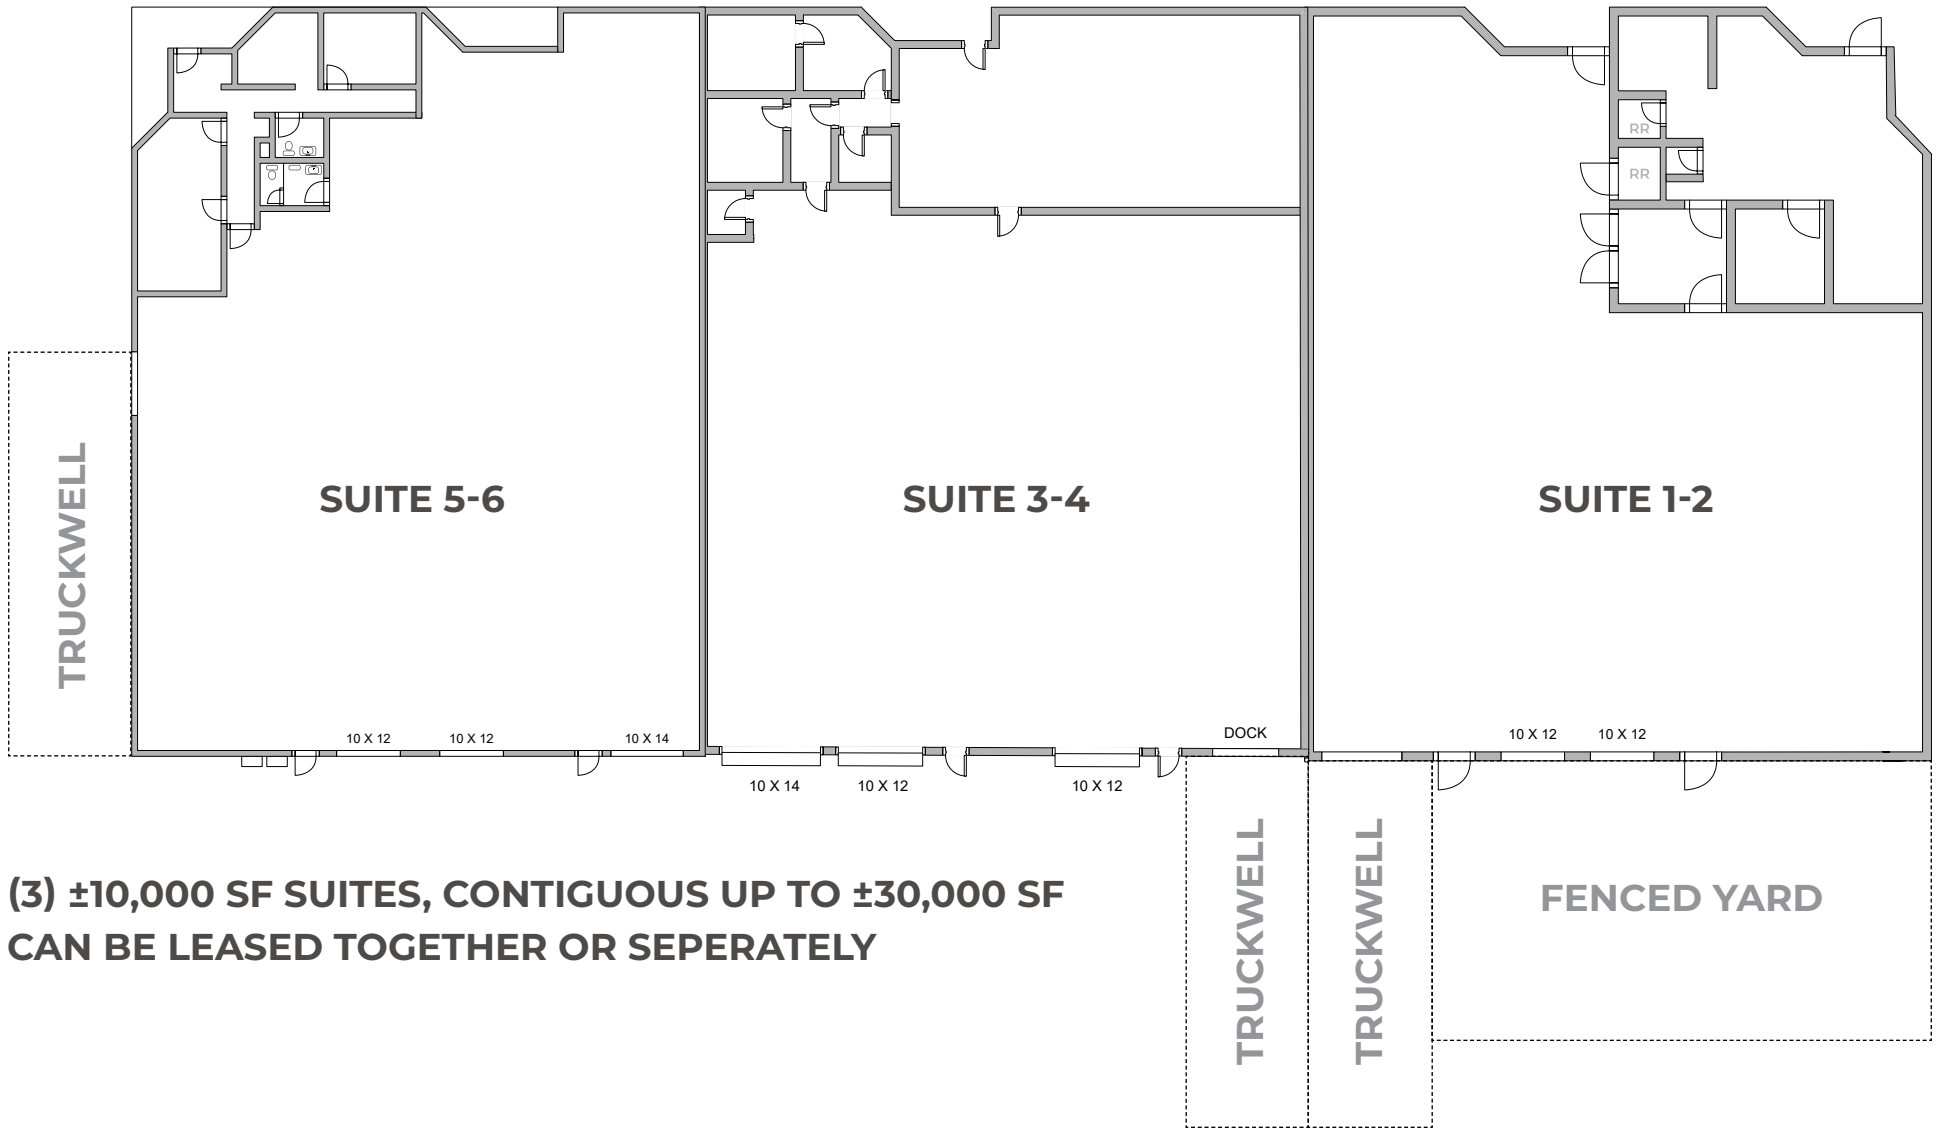 RR
RR
SUITE 5-6
SUITE 3-4
SUITE 1-2
TRUCKWELL
10 X 12
10 X 12
10 X 14
DOCK
10 X 12
10 X 12
10 X 14
10 X 12
10 X 12
TRUCKWELL
TRUCKWELL
FENCED YARD
(3) ±10,000 SF SUITES, CONTIGUOUS UP TO ±30,000 SF
CAN BE LEASED TOGETHER OR SEPERATELY